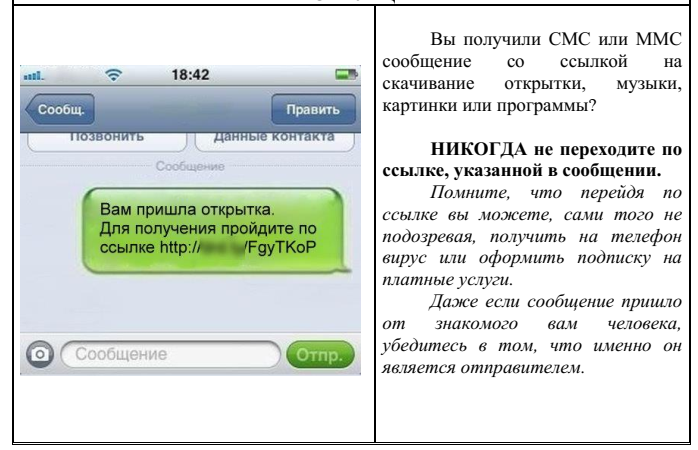 18:42
Сообщ.
Править
Позвонить
Данные контакта
Сообщение
Вам пришла открытка.
Для получения пройдите по
ссылке http:// /FgyTKoP
Сообщение
Отпр.
Вы получили СМС или ММС
сообщение со ссылкой на
скачивание открытки, музыки,
картинки или программы?
НИКОГДА не переходите по
ссылке, указанной в сообщении.
Помните, что перейдя по
ссылке вы можете, сами того не
подозревая, получить на телефон
вирус или оформить подписку на
платные услуги.
Даже если сообщение пришло
от знакомого вам человека,
убедитесь в том, что именно он
является отправителем.